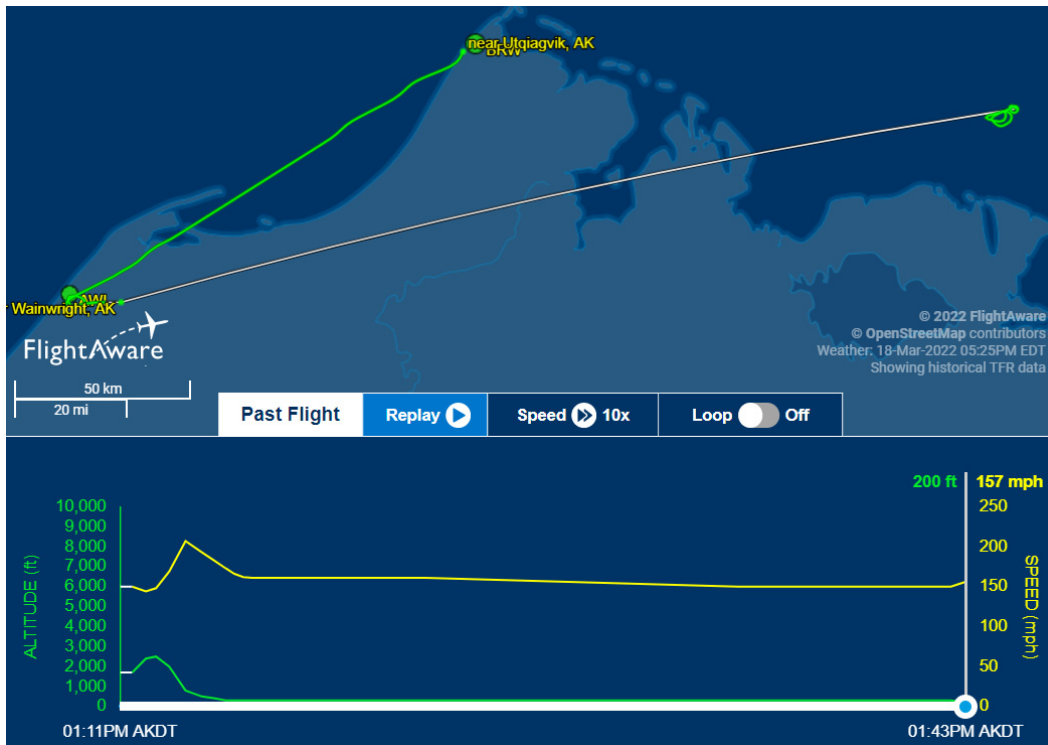 near Utqiagvik, AK
BRW
AWI
Wainwright, AK
FlightAware
50 km
20 mi
© 2022 FlightAware
© OpenStreetMap contributors
Weather: 18-Mar-2022 05:25PM EDT
Showing historical TFR data
Past Flight
Replay
Speed 10x
Loop Off
200 ft 157 mph
ALTITUDE (ft)
10,000
9,000
8,000
7,000
6,000
5,000
4,000
3,000
2,000
1,000
0
250
200
150
100
50
0
SPEED (mph)
01:11PM AKDT
01:43PM AKDT